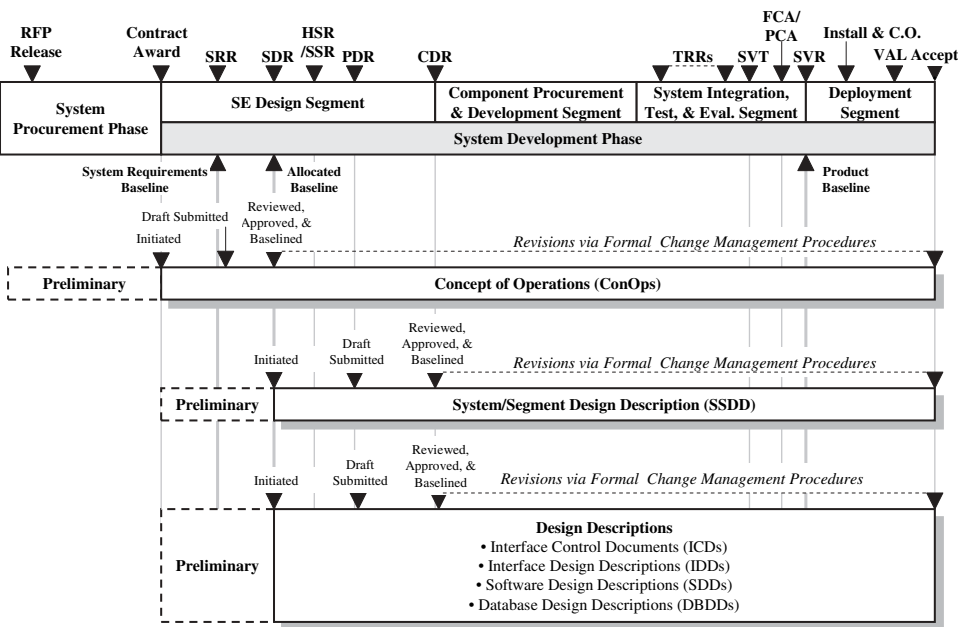 RFP
Release
Contract
Award
SRR
SDR
HSR
/SSR
PDR
CDR
TRRs
SVT
FCA/
PCA
SVR
Install & C.O.
VAL Accept
System
Procurement Phase
SE Design Segment
Component Procurement
& Development Segment
System Integration,
Test, & Eval. Segment
Deployment
Segment
System Development Phase
System Requirements
Baseline
Allocated
Baseline
Product
Baseline
Draft Submitted
Initiated
Reviewed,
Approved, &
Baselined
Revisions via Formal Change Management Procedures
Preliminary
Concept of Operations (ConOps)
Initiated
Draft
Submitted
Reviewed,
Approved, &
Baselined
Revisions via Formal Change Management Procedures
Preliminary
System/Segment Design Description (SSDD)
Initiated
Draft
Submitted
Reviewed,
Approved, &
Baselined
Revisions via Formal Change Management Procedures
Preliminary
Design Descriptions
• Interface Control Documents (ICDs)
• Interface Design Descriptions (IDDs)
• Software Design Descriptions (SDDs)
• Database Design Descriptions (DBDDs)